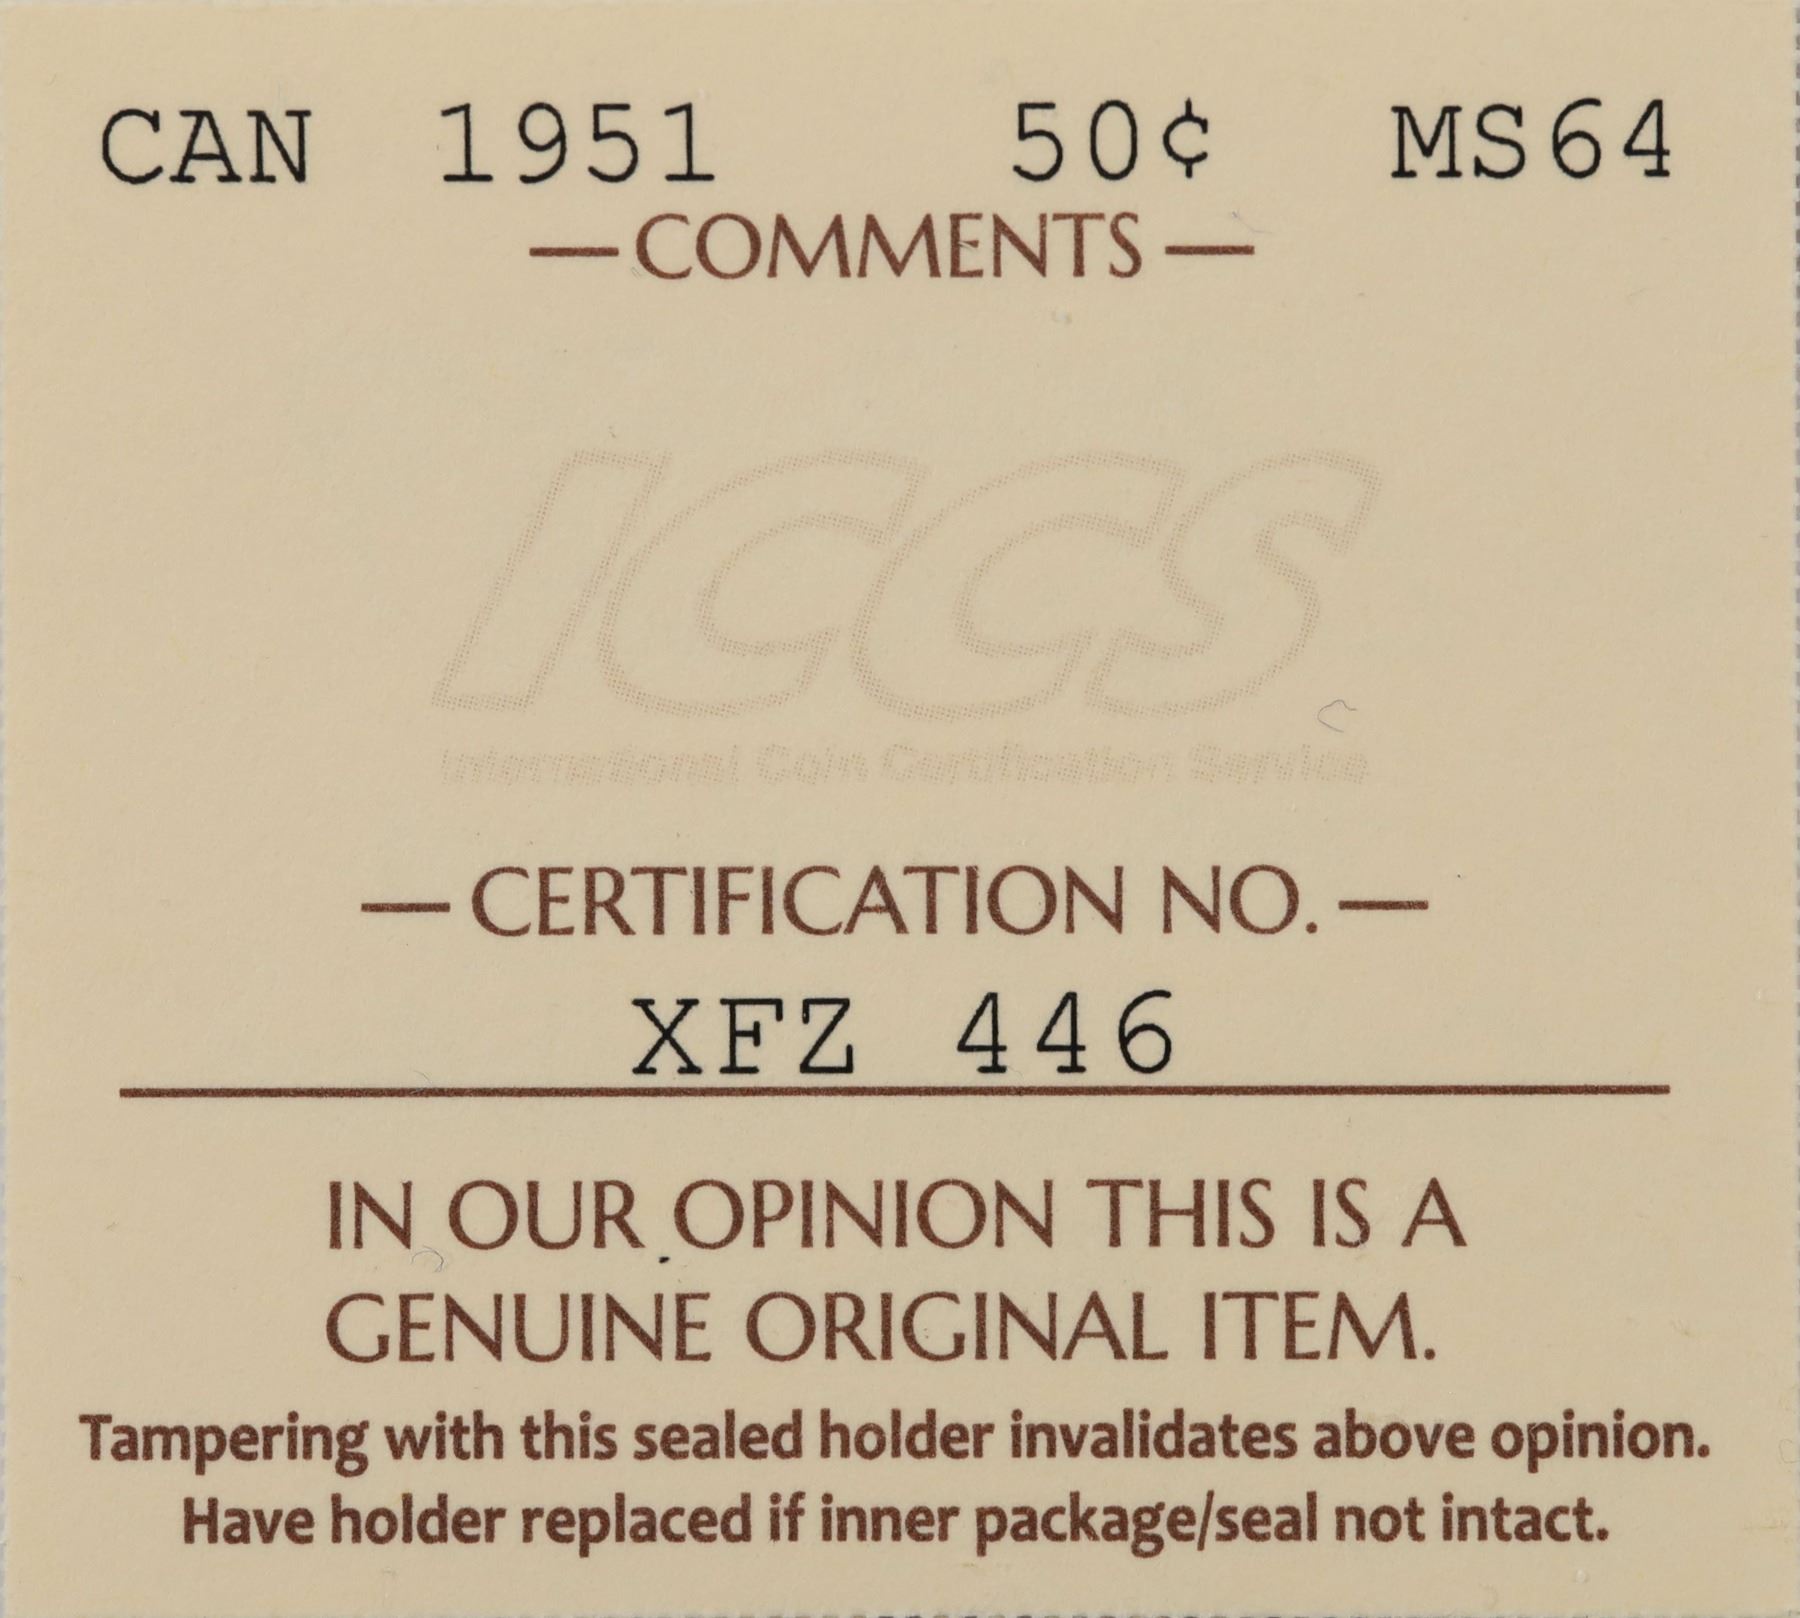 CAN 1951 50¢ MS64
—COMMENTS—
ICCS
International Coin Certification Service
—CERTIFICATION NO.—
XFZ 446
IN OUR OPINION THIS IS A
GENUINE ORIGINAL ITEM.
Tampering with this sealed holder invalidates above opinion.
Have holder replaced if inner package/seal not intact.